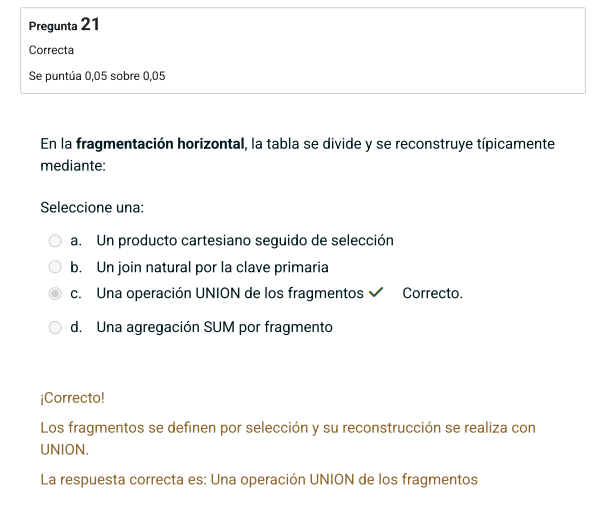 Pregunta 21
Correcta
Se puntúa 0,05 sobre 0,05
En la fragmentación horizontal, la tabla se divide y se reconstruye típicamente
mediante:
Seleccione una:
a. Un producto cartesiano seguido de selección
b. Un join natural por la clave primaria
c. Una operación UNION de los fragmentos Correcto.
d. Una agregación SUM por fragmento
¡Correcto!
Los fragmentos se definen por selección y su reconstrucción se realiza con
UNION.
La respuesta correcta es: Una operación UNION de los fragmentos